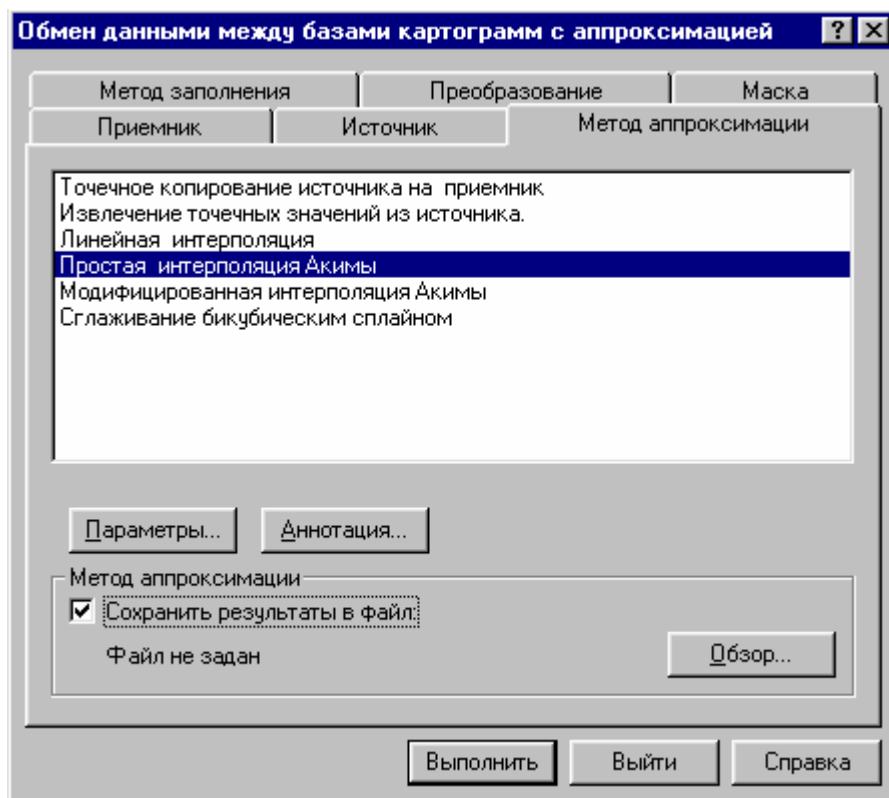 Обмен данными между базами картограмм с аппроксимацией ? ×
Метод заполнения Преобразование Маска
Приемник Источник Метод аппроксимации
Точечное копирование источника на приемник
Извлечение точечных значений из источника.
Линейная интерполяция
Простая интерполяция Акимы
Модифицированная интерполяция Акимы
Сглаживание бикубическим сплайном
Параметры... Аннотация...
Метод аппроксимации
Сохранить результаты в файл:
Файл не задан Обзор...
Выполнить Выйти Справка